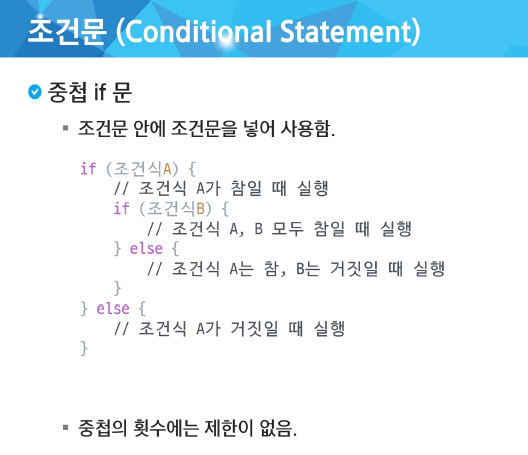 조건문 (Conditional Statement)
중첩 if 문
조건문 안에 조건문을 넣어 사용함.
if (조건식A) {
// 조건식 A가 참일 때 실행
if (조건식B) {
// 조건식 A, B 모두 참일 때 실행
} else {
// 조건식 A는 참, B는 거짓일 때 실행
}
} else {
// 조건식 A가 거짓일 때 실행
}
중첩의 횟수에는 제한이 없음.